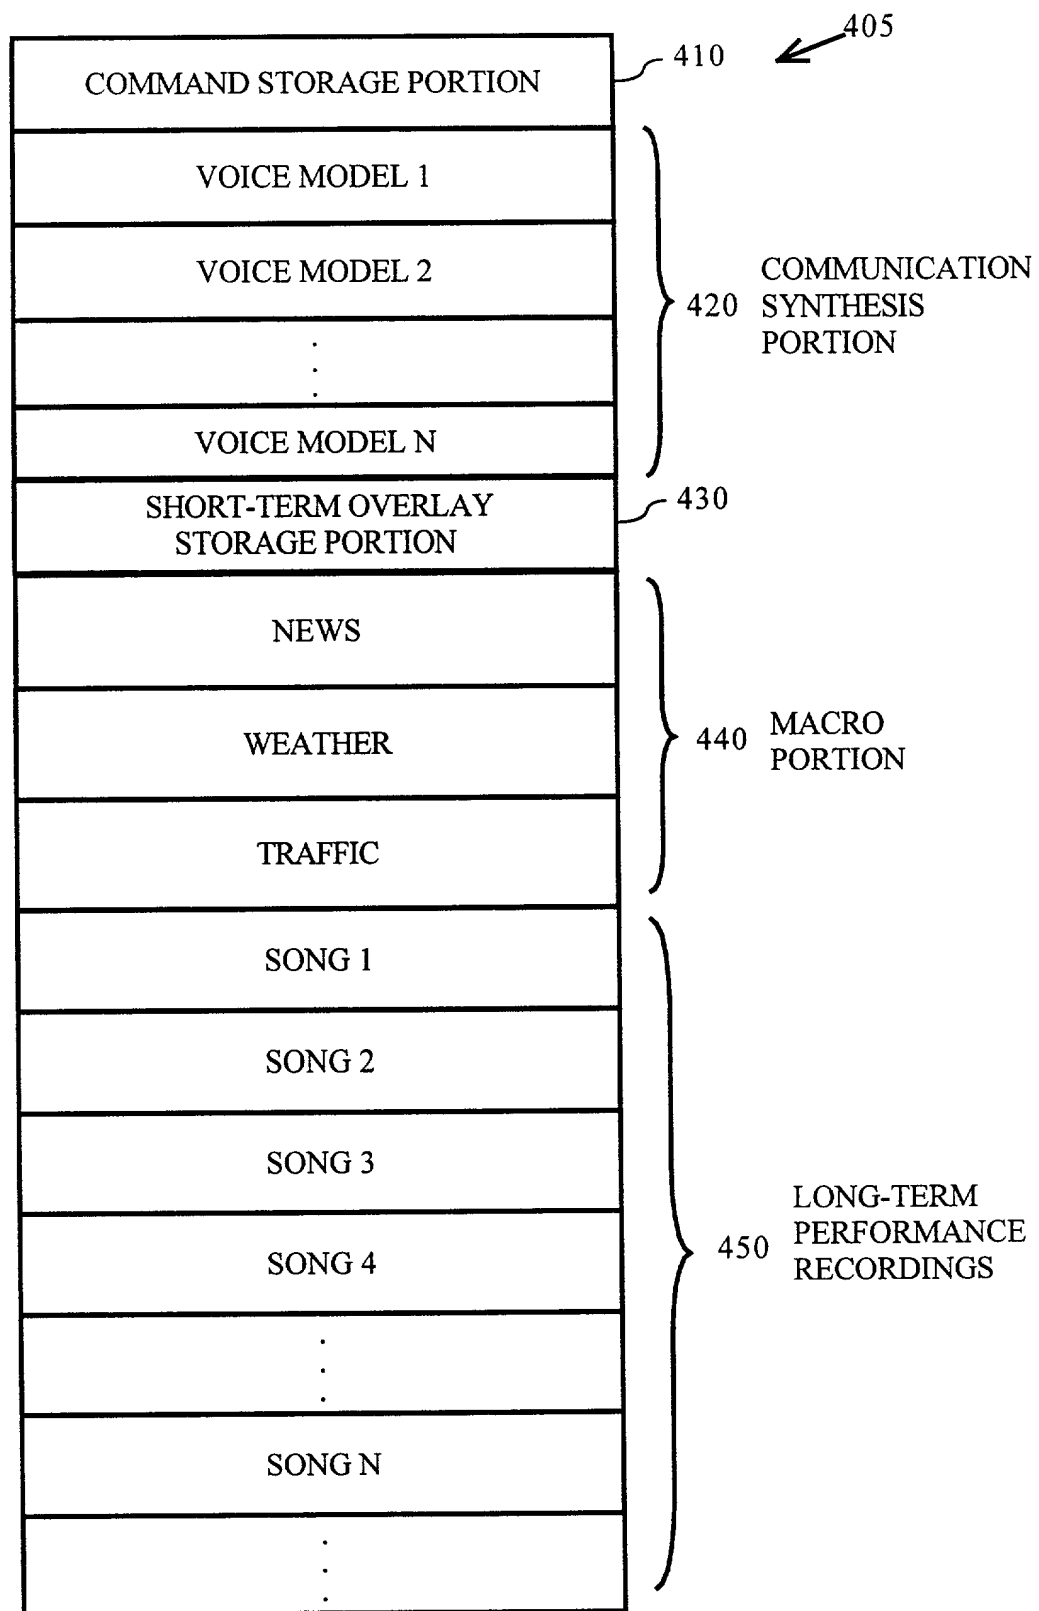 405
COMMAND STORAGE PORTION
410
VOICE MODEL 1
VOICE MODEL 2
.
.
.
VOICE MODEL N
420
COMMUNICATION
SYNTHESIS
PORTION
SHORT-TERM OVERLAY
STORAGE PORTION
430
NEWS
WEATHER
TRAFFIC
440
MACRO
PORTION
SONG 1
SONG 2
SONG 3
SONG 4
.
.
.
SONG N
.
.
.
450
LONG-TERM
PERFORMANCE
RECORDINGS